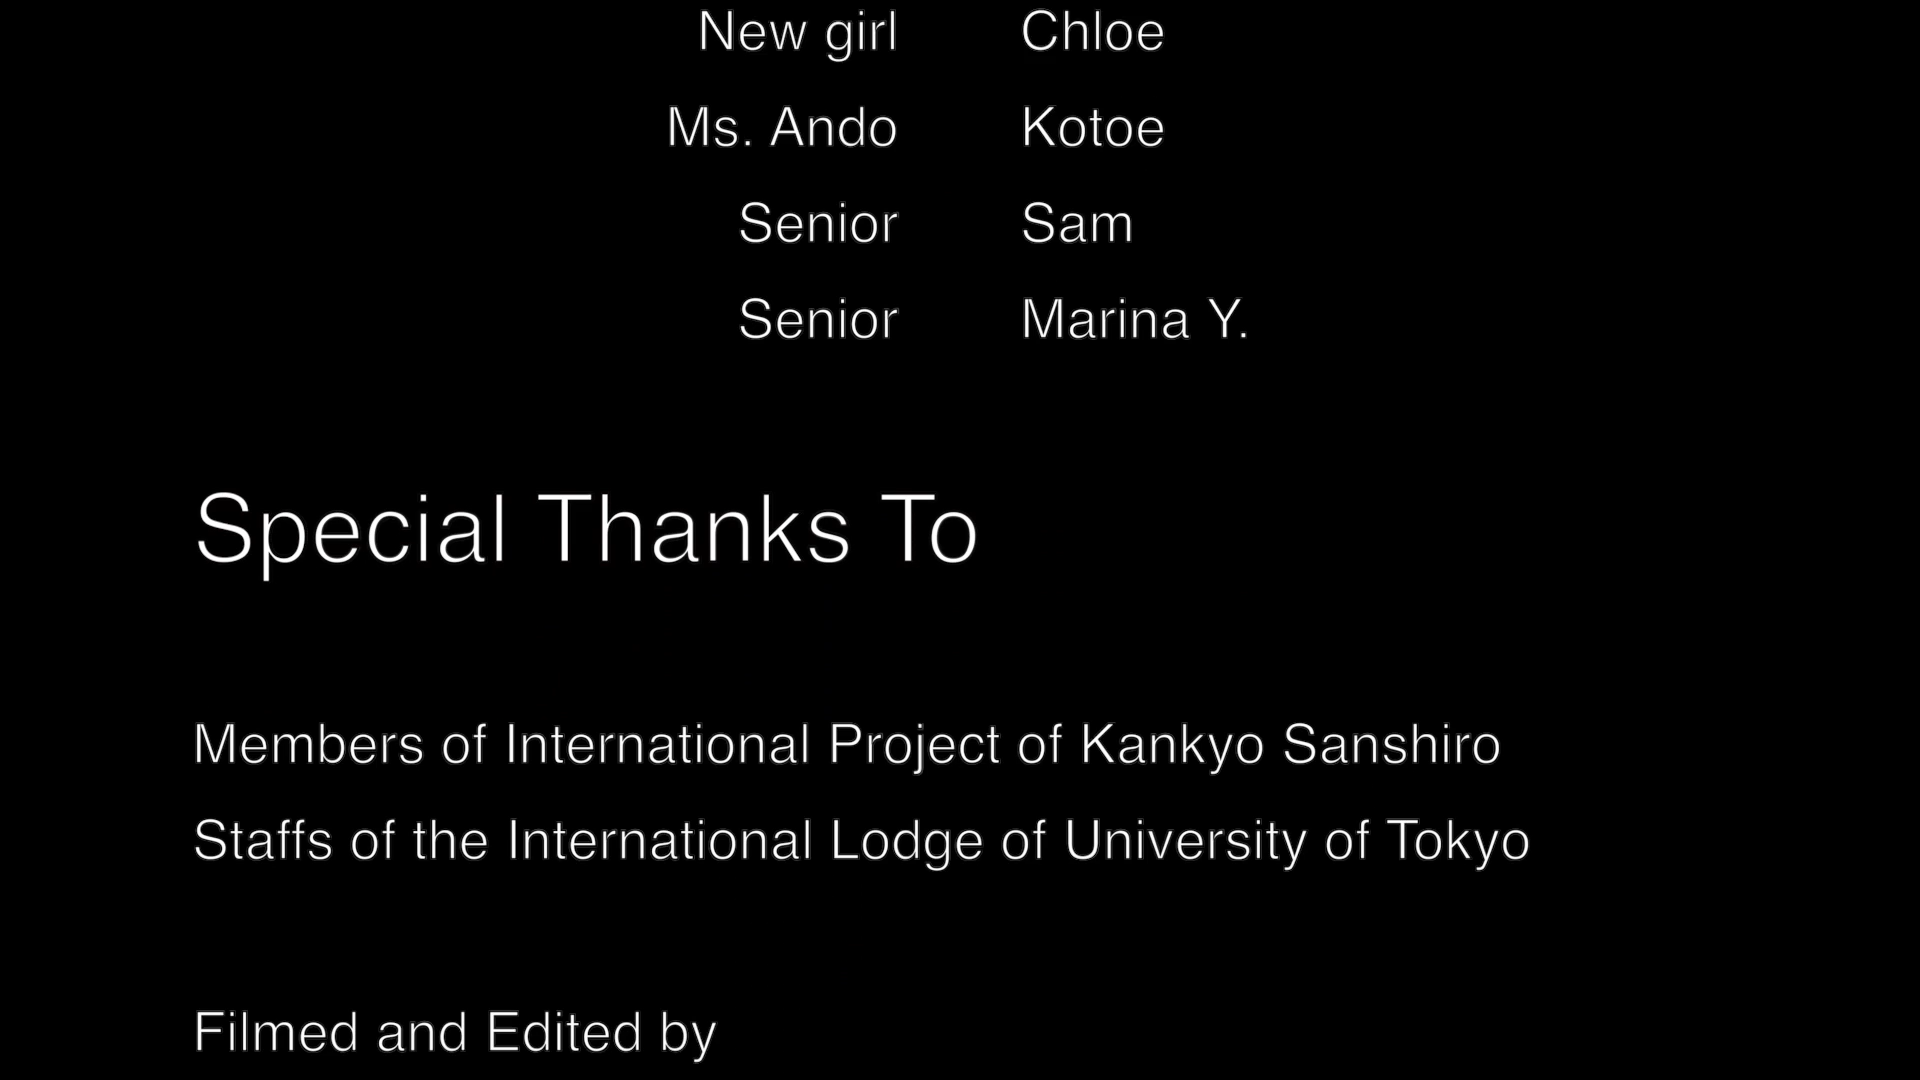 New girl Chloe
Ms. Ando Kotoe
Senior Sam
Senior Marina Y.
Special Thanks To
Members of International Project of Kankyo Sanshiro
Staffs of the International Lodge of University of Tokyo
Filmed and Edited by